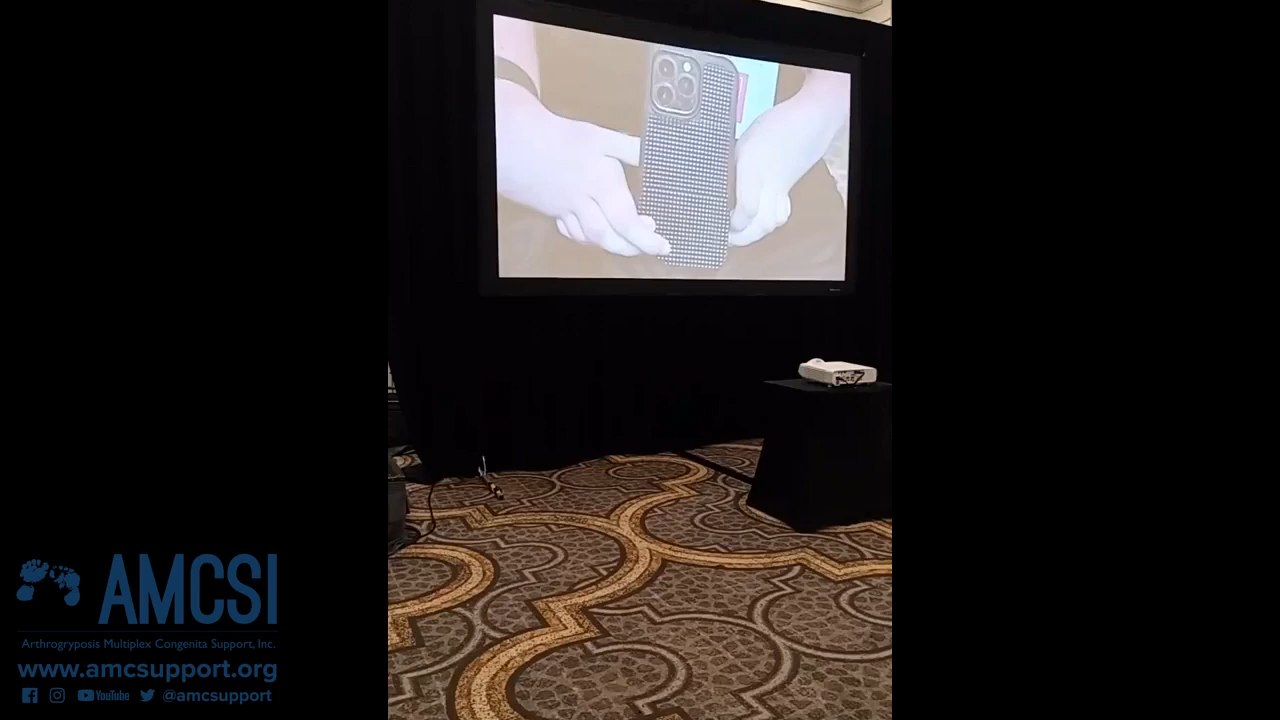 AMCSI
Arthrogryposis Multiplex Congenita Support, Inc.
www.amcsupport.org
YouTube @amcsupport